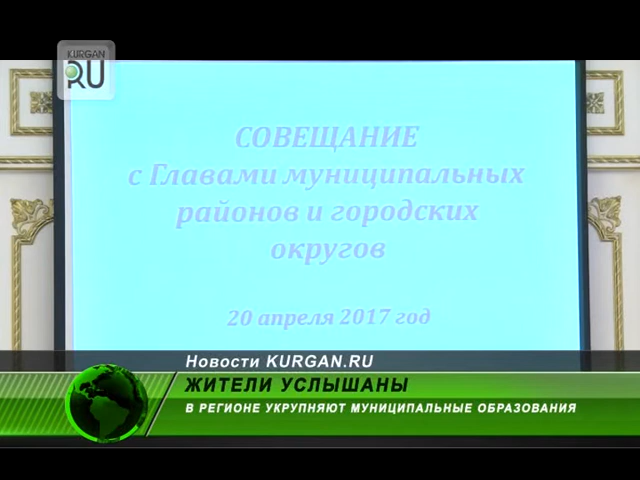 KURGAN
RU
СОВЕЩАНИЕ
с Главами муниципальных
районов и городских
округов
20 апреля 2017 год
Новости KURGAN.RU
ЖИТЕЛИ УСЛЫШАНЫ
В РЕГИОНЕ УКРУПНЯЮТ МУНИЦИПАЛЬНЫЕ ОБРАЗОВАНИЯ